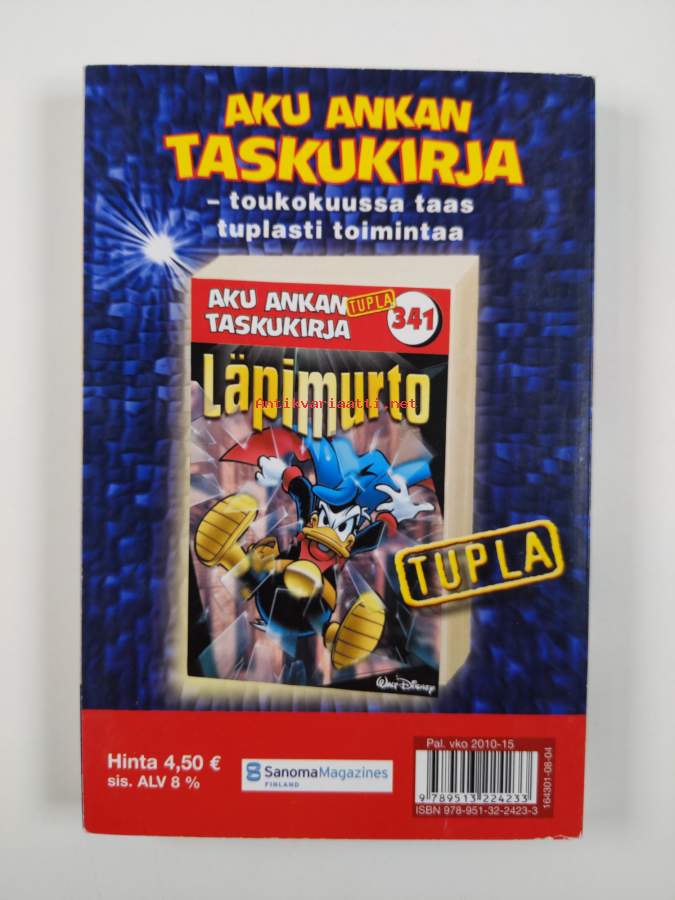 AKU ANKAN
TASKUKIRJA
– toukokuussa taas
tuplasti toimintaa
AKU ANKAN TUPLA
TASKUKIRJA 341
Läpimurto
Antikvariaatti.net
TUPLA
Walt Disney
Hinta 4,50 €
sis. ALV 8 %
SanomaMagazines
FINLAND
Pal. vko 2010-15
9 789513 224233
ISBN 978-951-32-2423-3
164301-08-04